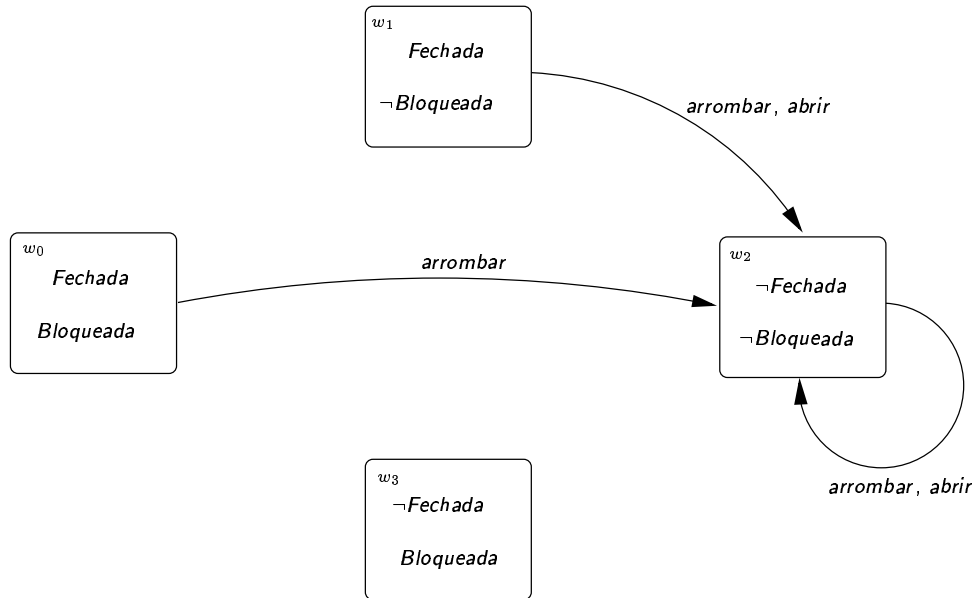 w₁
Fechada
¬Bloqueada
arrombar, abrir
w₀
Fechada
Bloqueada
arrombar
w₂
¬Fechada
¬Bloqueada
arrombar, abrir
w₃
¬Fechada
Bloqueada